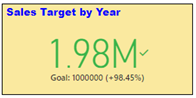 Sales Target by Year
1.98M✓
Goal: 1000000 (+98.45%)